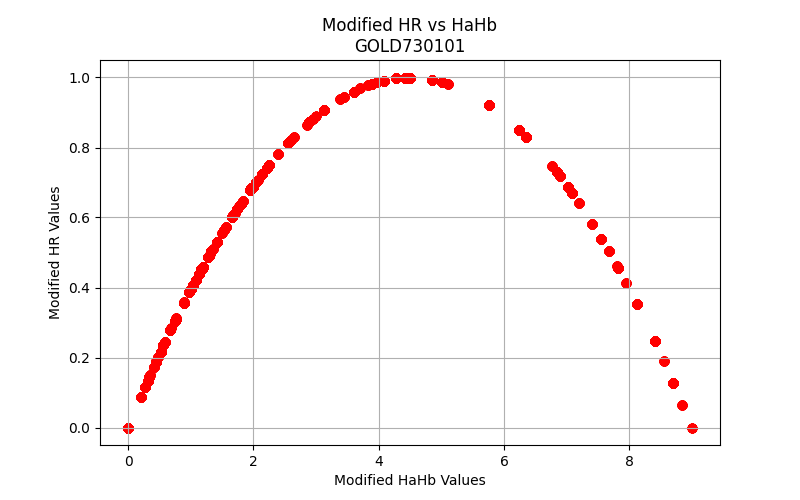 Modified HR vs HaHb
GOLD730101
1.0
0.8
0.6
0.4
0.2
0.0
Modified HR Values
0 2 4 6 8
Modified HaHb Values